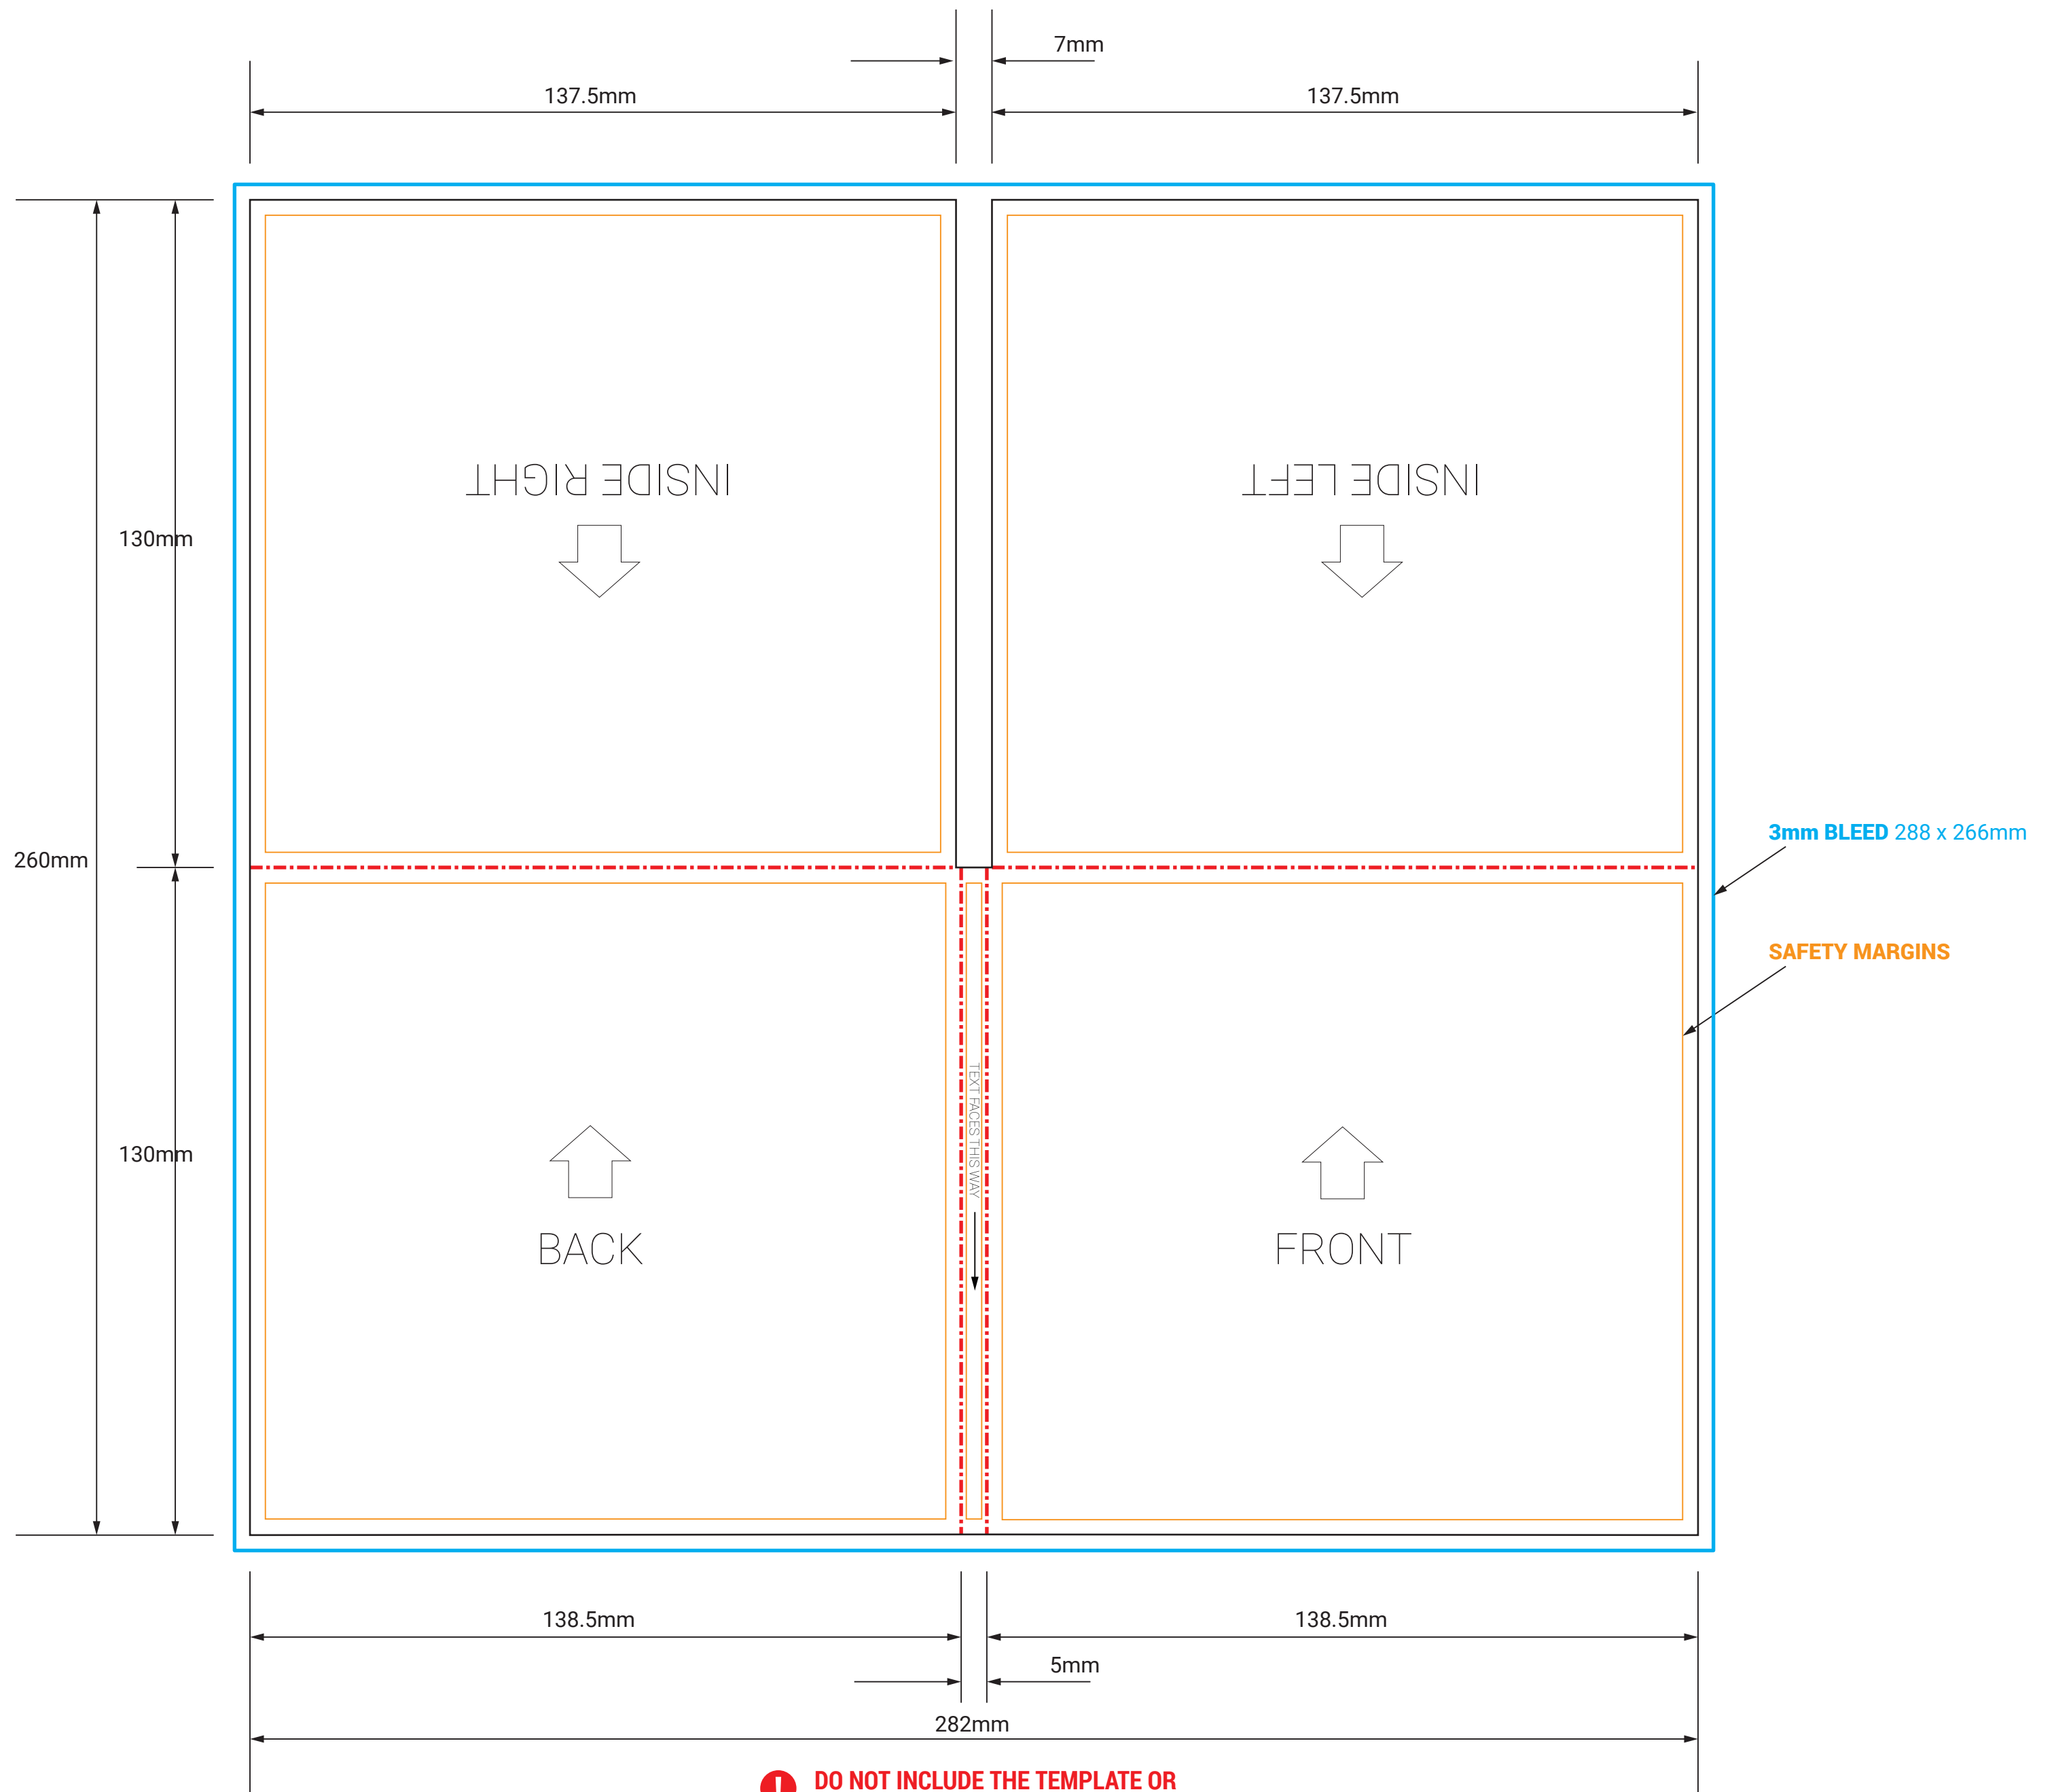 7mm
137.5mm
137.5mm
INSIDE RIGHT
INSIDE LEFT
130mm
3mm BLEED 288 x 266mm
260mm
SAFETY MARGINS
TEXT FACES THIS WAY
130mm
BACK
FRONT
138.5mm
138.5mm
5mm
282mm
DO NOT INCLUDE THE TEMPLATE OR